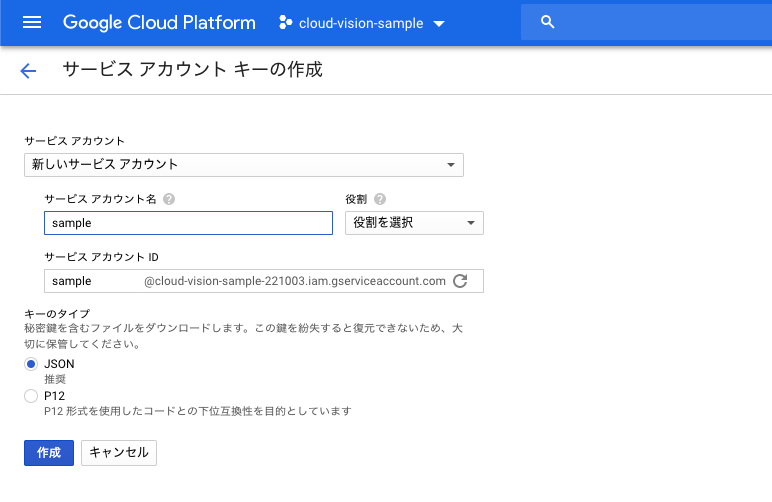 Google Cloud Platform cloud-vision-sample
サービス アカウント キーの作成
サービス アカウント
新しいサービス アカウント
サービス アカウント名 ? 役割 ?
sample 役割を選択
サービス アカウント ID
sample @cloud-vision-sample-221003.iam.gserviceaccount.com
キーのタイプ
秘密鍵を含むファイルをダウンロードします。この鍵を紛失すると復元できないため、大
切に保管してください。
JSON
推奨
P12
P12 形式を使用したコードとの下位互換性を目的としています
作成 キャンセル